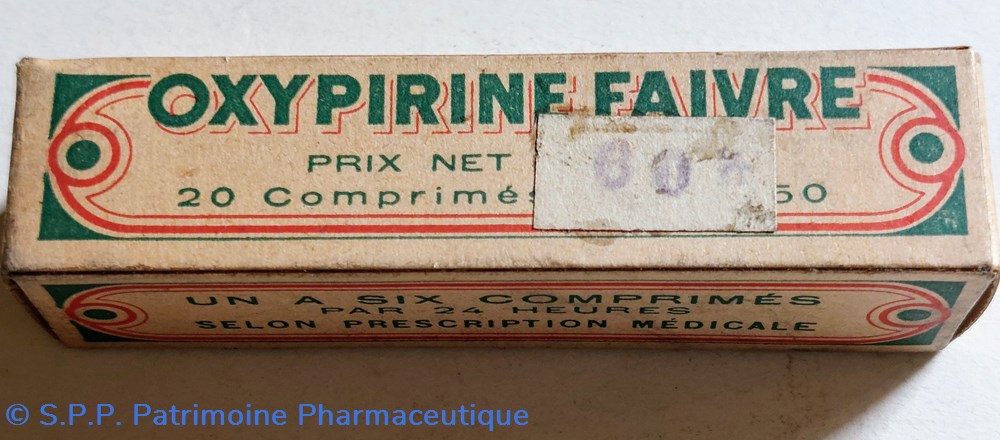 OXYPIRINE FAIVRE
PRIX NET
20 Comprimés 50
UN A SIX COMPRIMÉS
PAR 24 HEURES
SELON PRESCRIPTION MÉDICALE
© S.P.P. Patrimoine Pharmaceutique